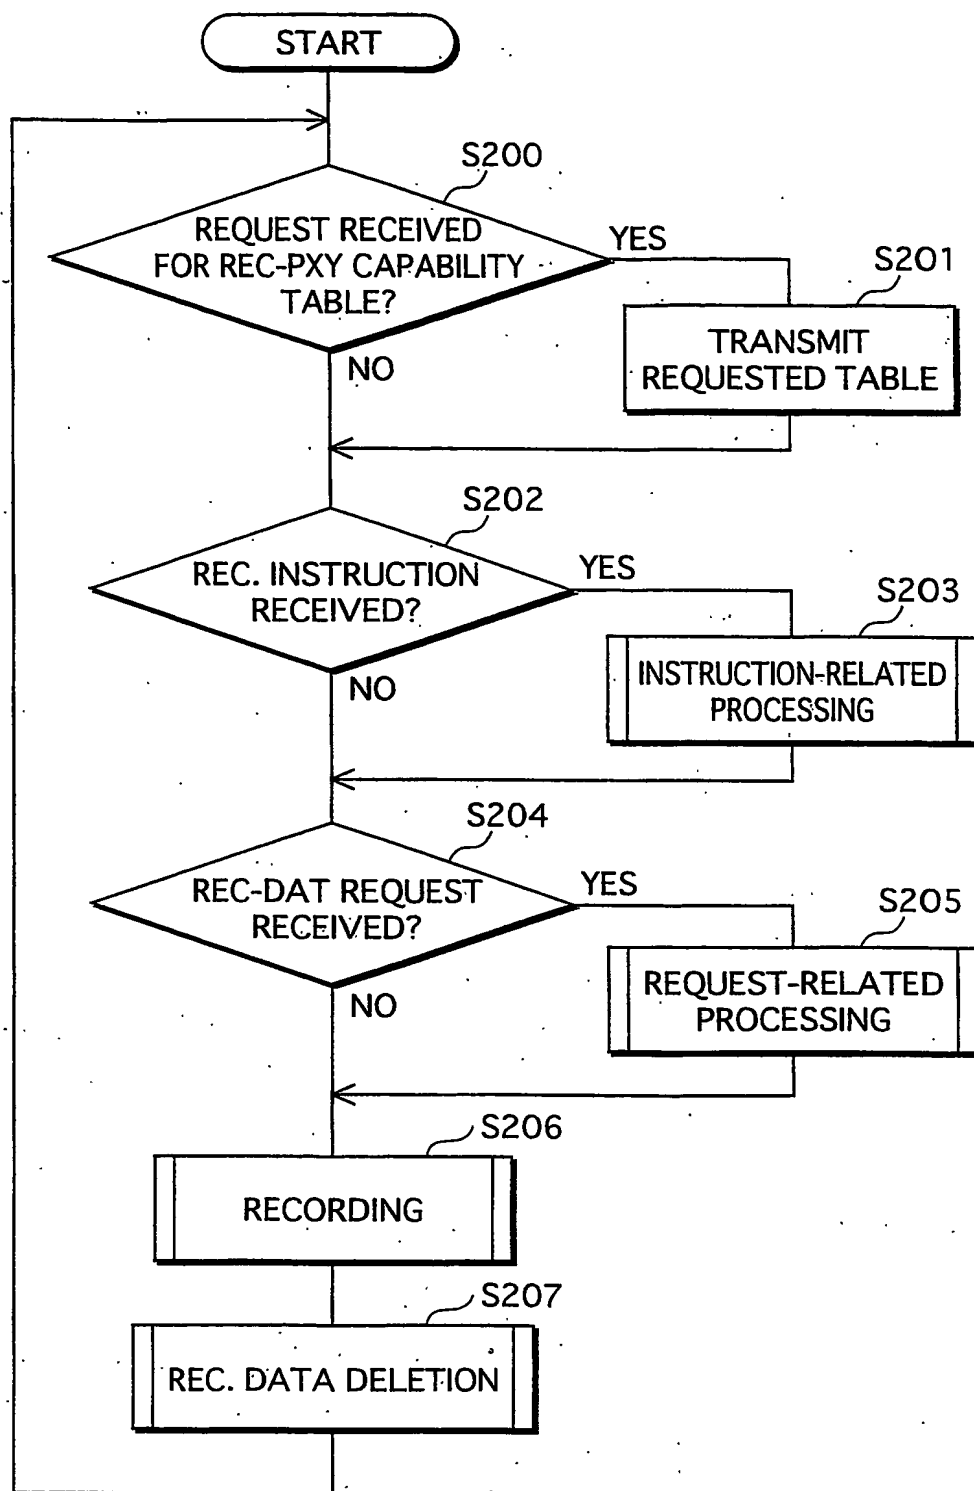 START
S200
REQUEST RECEIVED
FOR REC-PXY CAPABILITY
TABLE?
YES
NO
S201
TRANSMIT
REQUESTED TABLE
S202
REC. INSTRUCTION
RECEIVED?
YES
NO
S203
INSTRUCTION-RELATED
PROCESSING
S204
REC-DAT REQUEST
RECEIVED?
YES
NO
S205
REQUEST-RELATED
PROCESSING
S206
RECORDING
S207
REC. DATA DELETION